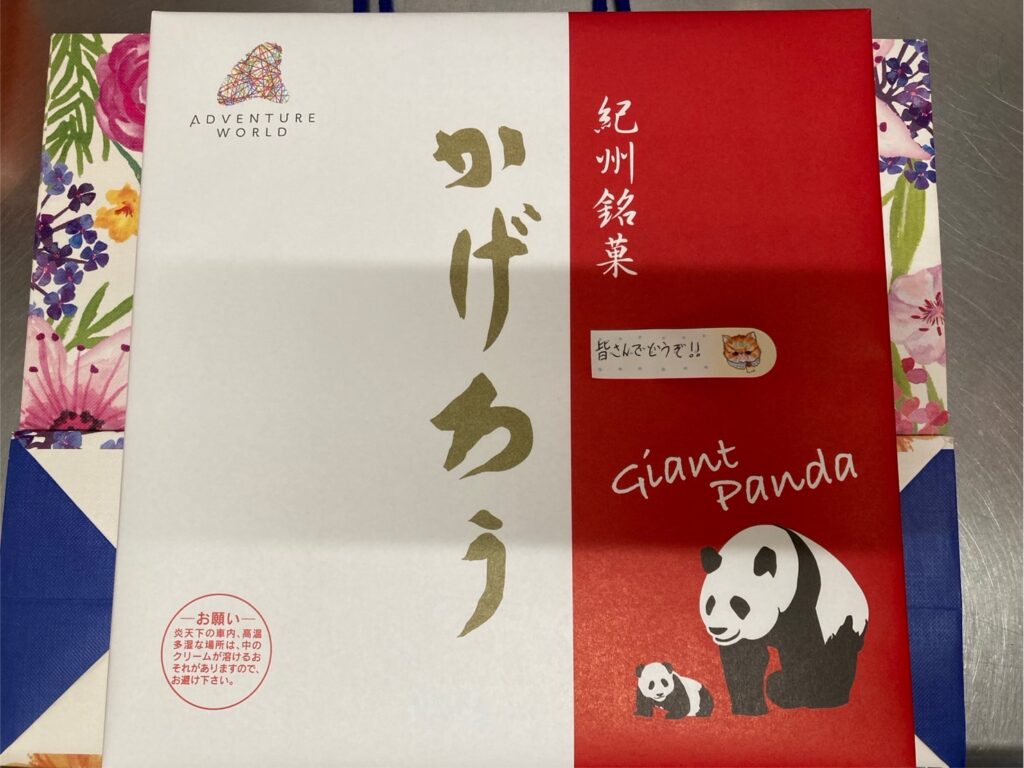 ADVENTURE
WORLD
紀州銘菓
かげろう
皆さんでどうぞ!!
Giant
Panda
お願い
炎天下の車内、高温
多湿な場所は、中の
クリームが溶けるお
それがありますので、
お避け下さい。